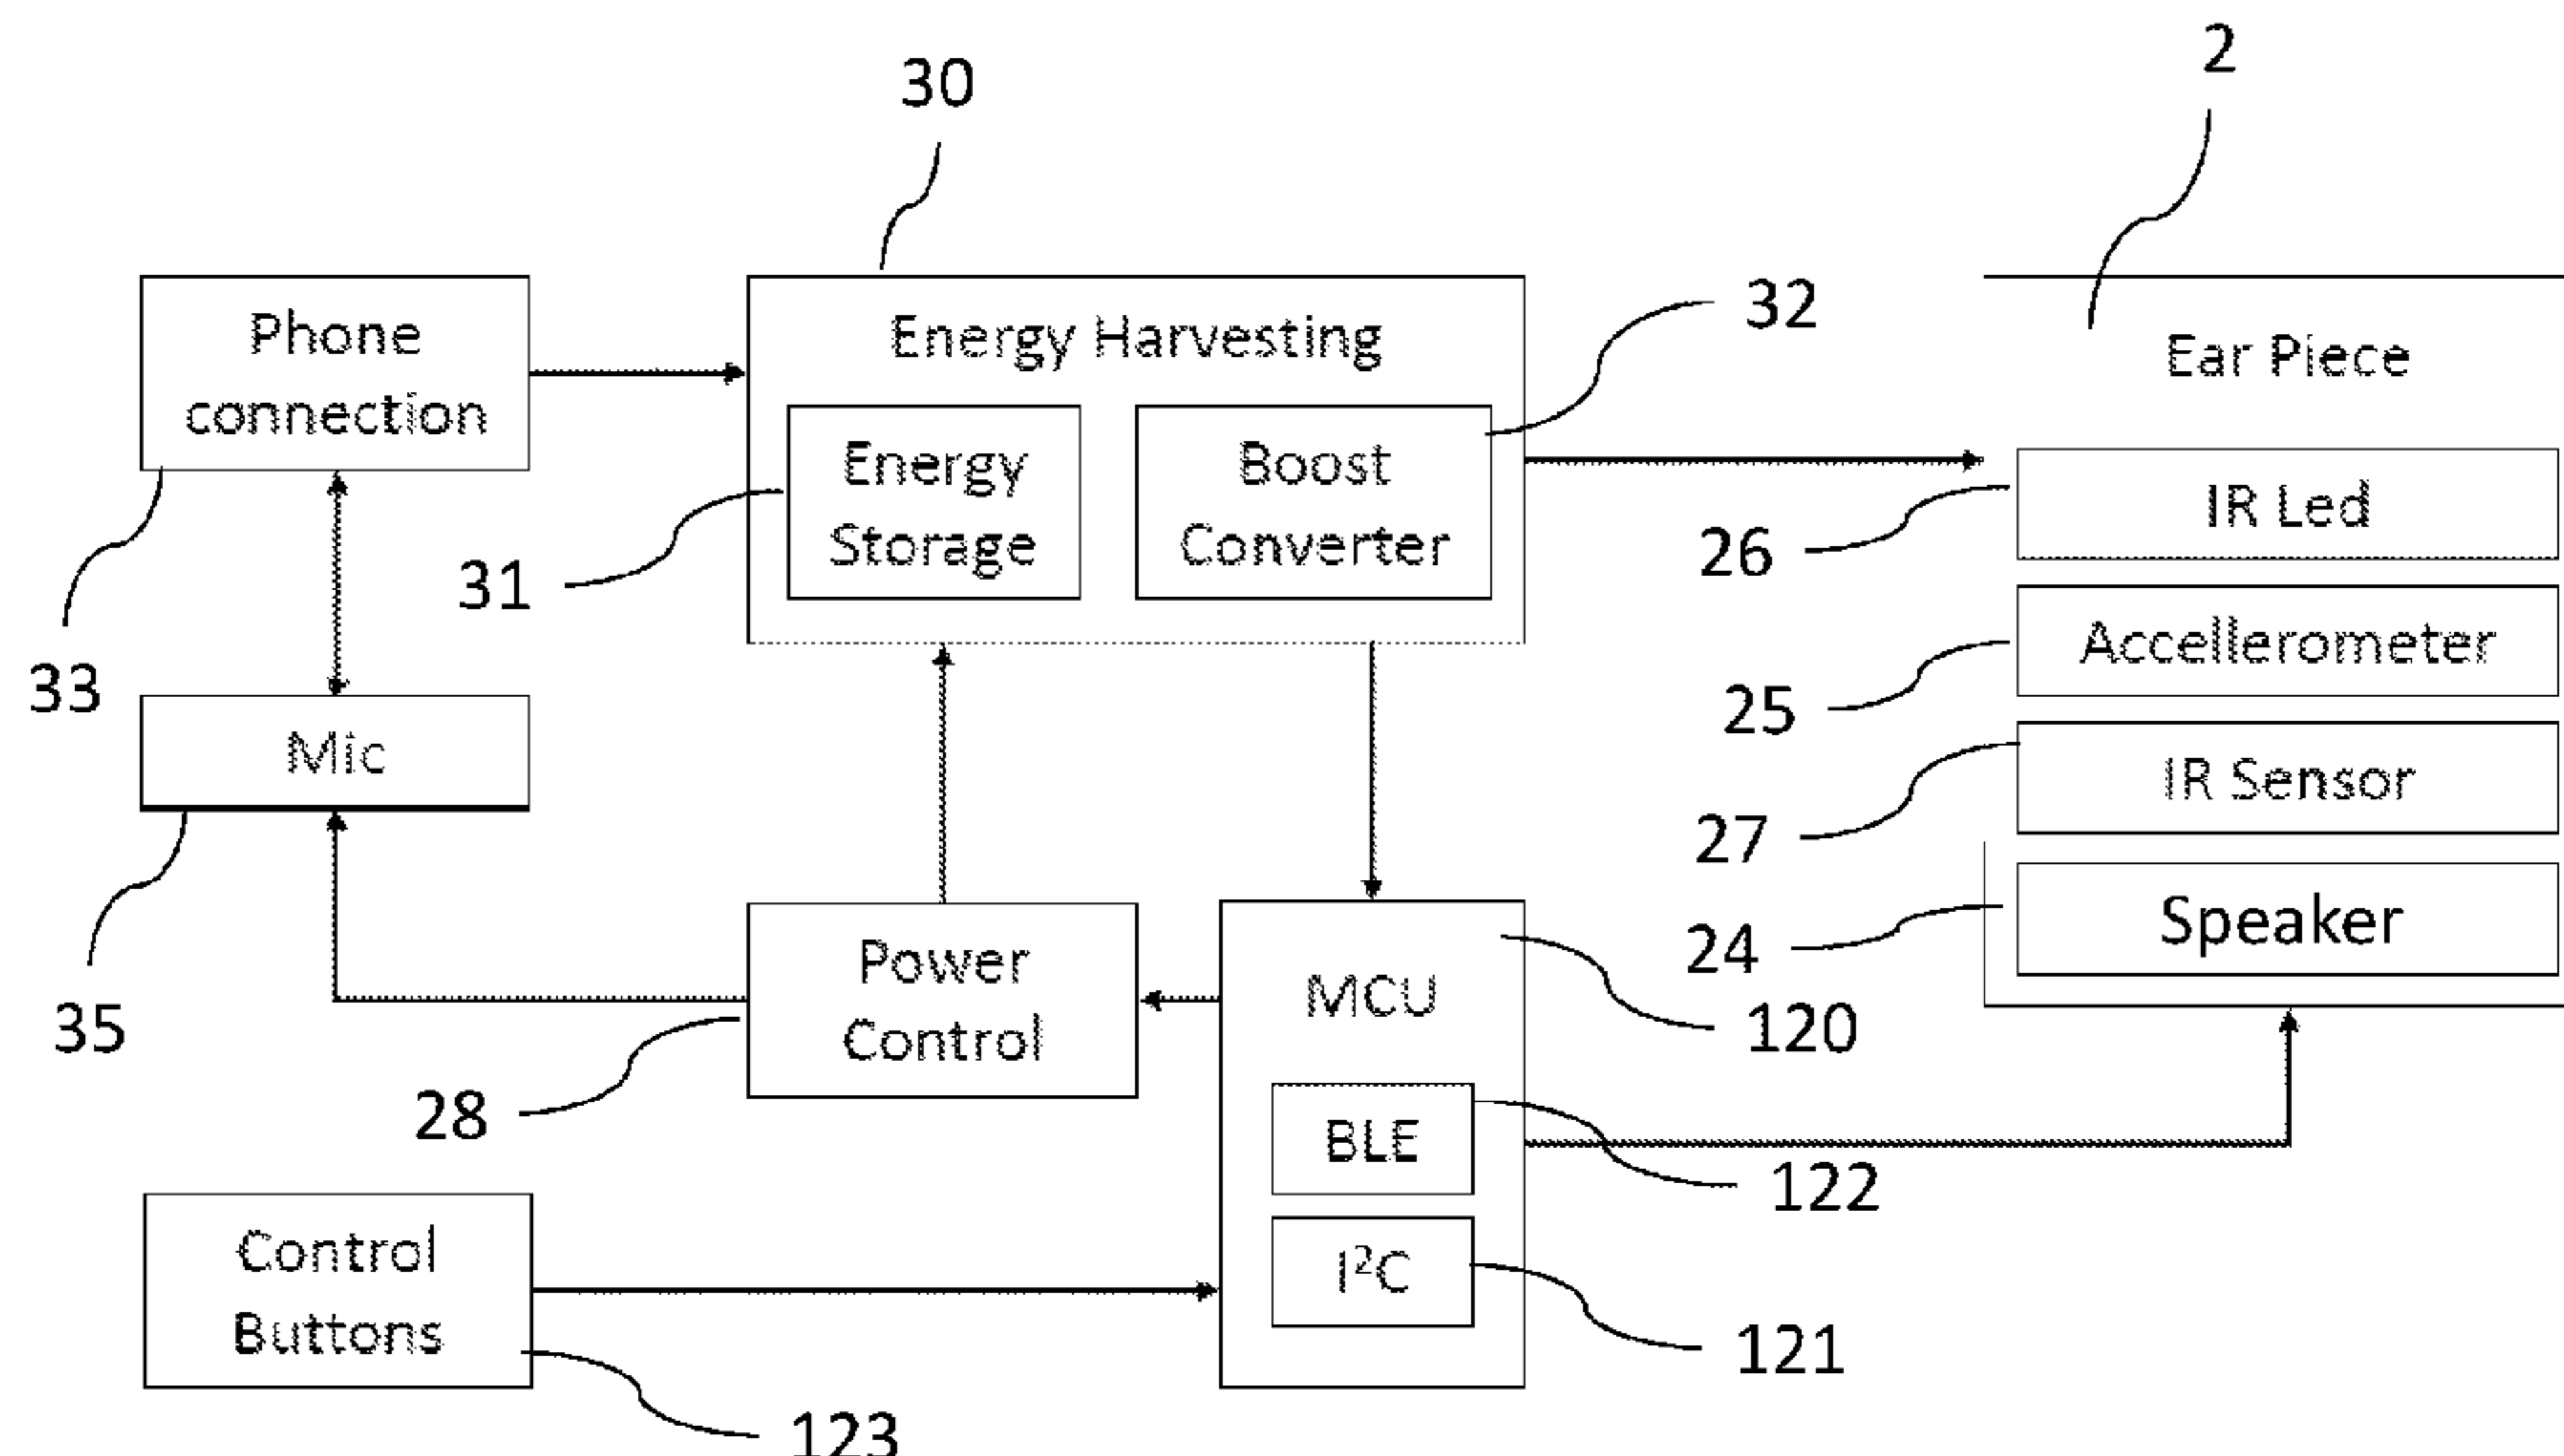 2
30
Phone
connection
Energy Harvesting
32
Ear Piece
Energy
Storage
Boost
Converter
IR Led
26
31
Accellerometer
25
33
Mic
IR Sensor
27
Speaker
24
Power
Control
MCU
120
35
28
BLE
122
Control
Buttons
I²C
121
123